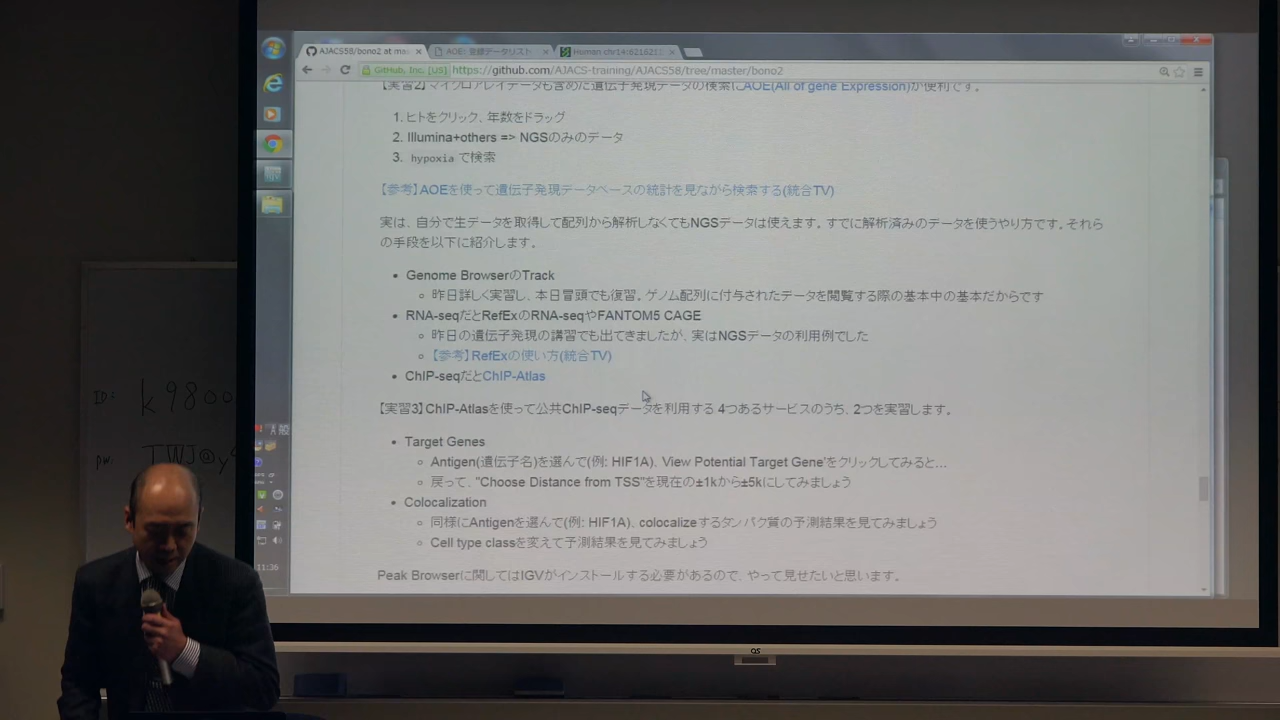 AJACS58/bono2 at mas
AOE: 登録データリスト
Human chr14:621621
GitHub, Inc. [US]
https://github.com/AJACS-training/AJACS58/tree/master/bono2
【実習2】マイクロアレイデータも含めた遺伝子発現データの検索にAOE(All of gene Expression)が便利です。
1. ヒトをクリック、年数をドラッグ
2. Illumina+others => NGSのみのデータ
3. hypoxia で検索
【参考】AOEを使って遺伝子発現データベースの統計を見ながら検索する(統合TV)
実は、自分で生データを取得して配列から解析しなくてもNGSデータは使えます。すでに解析済みのデータを使うやり方です。それら
の手段を以下に紹介します。
Genome BrowserのTrack
昨日詳しく実習し、本日冒頭でも復習。ゲノム配列に付与されたデータを閲覧する際の基本中の基本だからです
RNA-seqだとRefExのRNA-seqやFANTOM5 CAGE
昨日の遺伝子発現の講習でも出てきましたが、実はNGSデータの利用例でした
【参考】RefExの使い方(統合TV)
ChIP-seqだとChIP-Atlas
【実習3】ChIP-Atlasを使って公共ChIP-seqデータを利用する 4つあるサービスのうち、2つを実習します。
Target Genes
Antigen(遺伝子名)を選んで(例: HIF1A)、View Potential Target Gene'をクリックしてみると...
戻って、"Choose Distance from TSS"を現在の±1kから±5kにしてみましょう
Colocalization
同様にAntigenを選んで(例: HIF1A)、colocalizeするタンパク質の予測結果を見てみましょう
Cell type classを変えて予測結果を見てみましょう
Peak Browserに関してはIGVがインストールする必要があるので、やって見せたいと思います。
A 般
11:36
ID: k9800
PW: TWJ@y